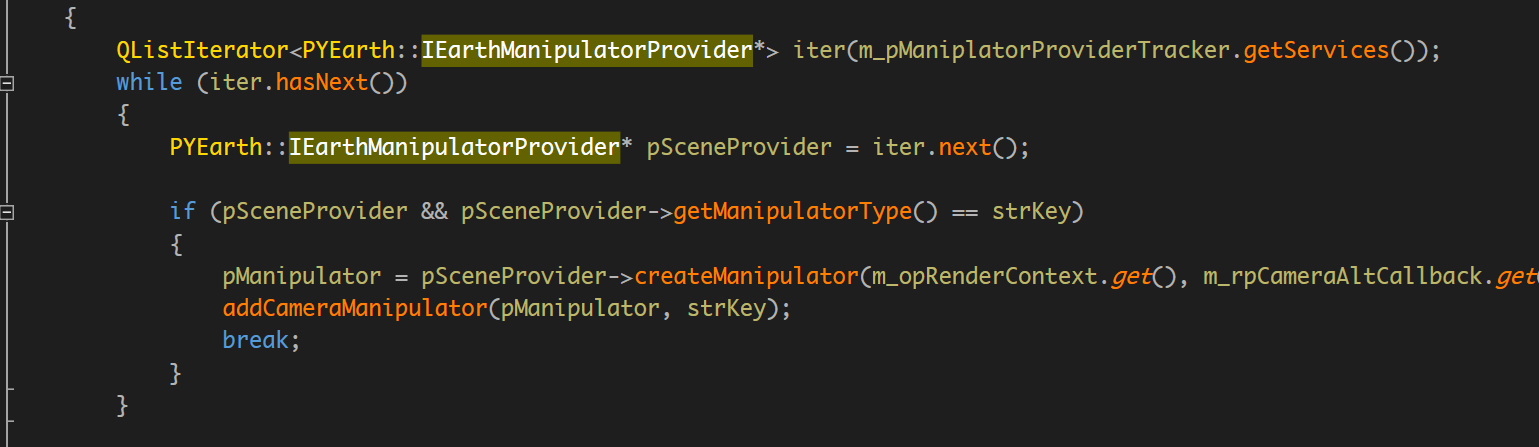 {
QListIterator<PYEarth::IEarthManipulatorProvider*> iter(m_pManiplatorProviderTracker.getServices());
while (iter.hasNext())
{
PYEarth::IEarthManipulatorProvider* pSceneProvider = iter.next();
if (pSceneProvider && pSceneProvider->getManipulatorType() == strKey)
{
pManipulator = pSceneProvider->createManipulator(m_opRenderContext.get(), m_rpCameraAltCallback.get(
addCameraManipulator(pManipulator, strKey);
break;
}
}